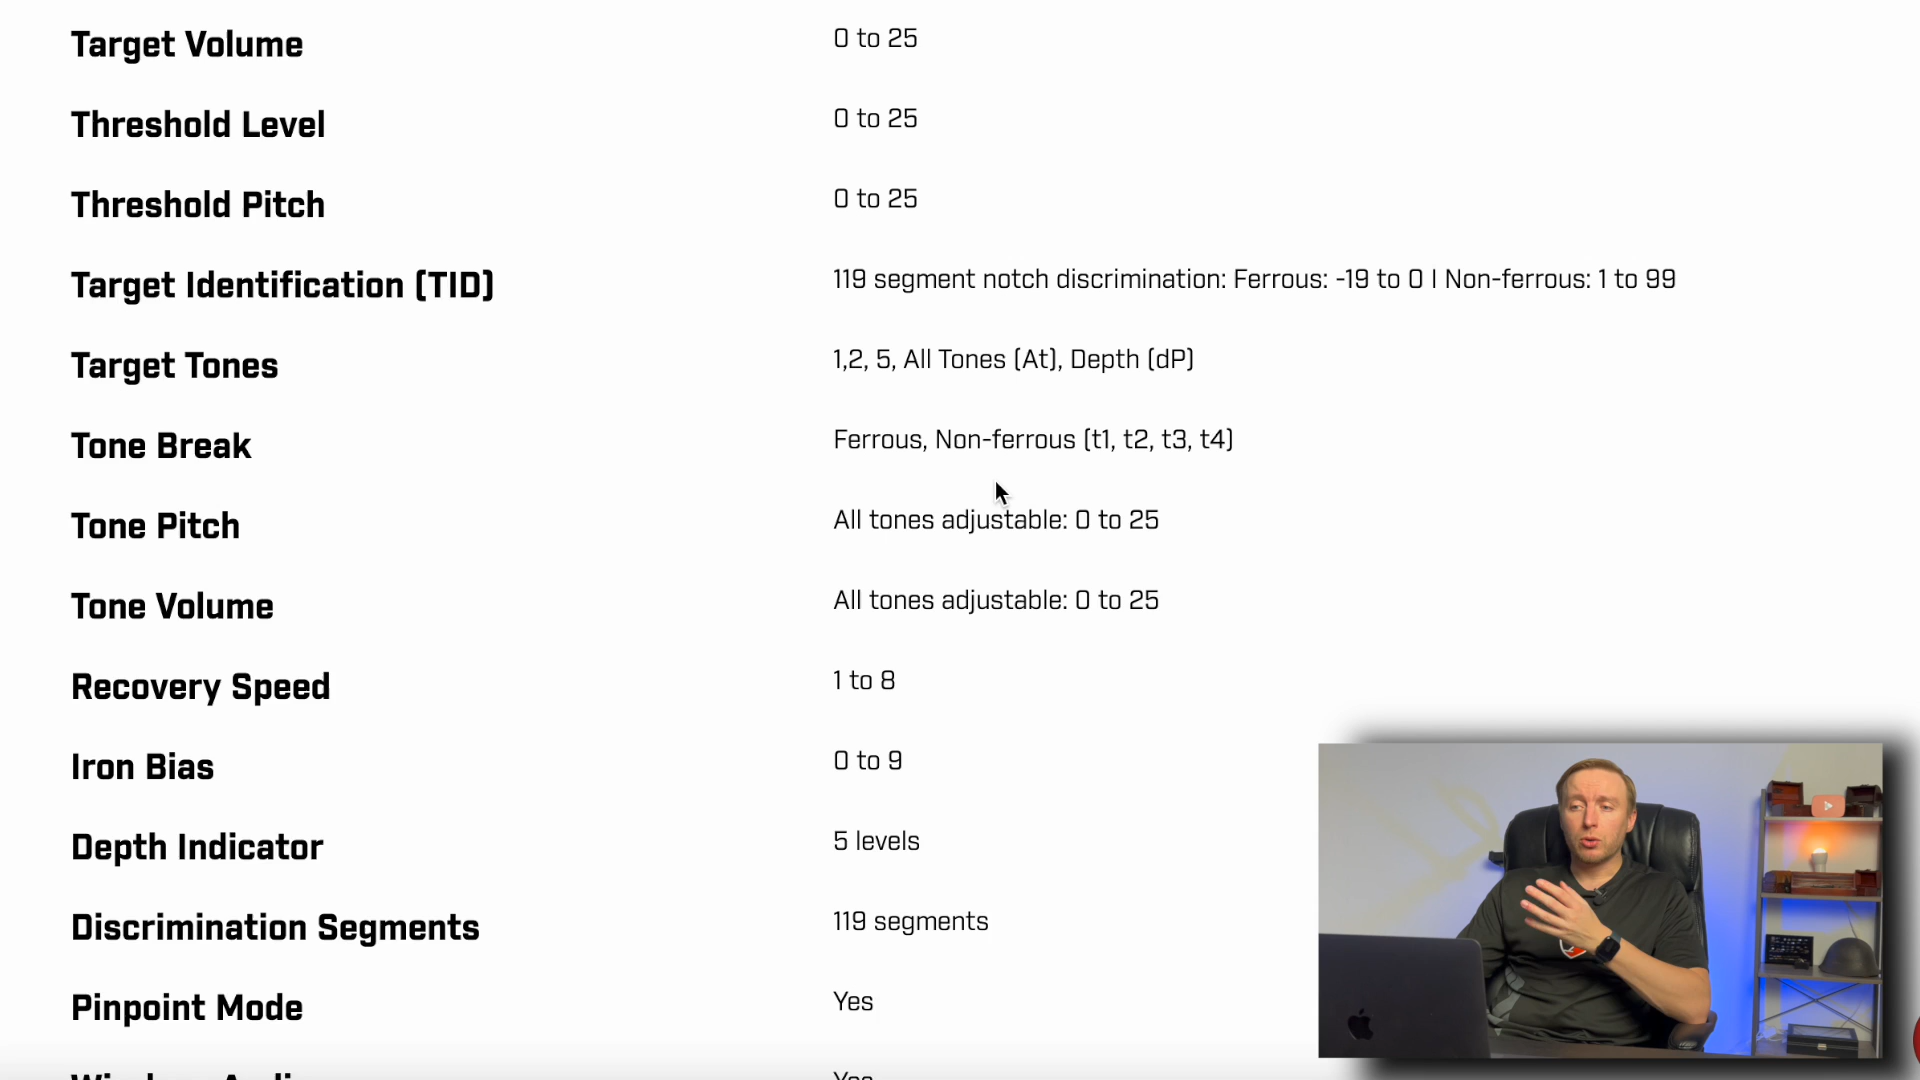 Target Volume 0 to 25
Threshold Level 0 to 25
Threshold Pitch 0 to 25
Target Identification (TID) 119 segment notch discrimination: Ferrous: -19 to 0 I Non-ferrous: 1 to 99
Target Tones 1,2, 5, All Tones (At), Depth (dP)
Tone Break Ferrous, Non-ferrous (t1, t2, t3, t4)
Tone Pitch All tones adjustable: 0 to 25
Tone Volume All tones adjustable: 0 to 25
Recovery Speed 1 to 8
Iron Bias 0 to 9
Depth Indicator 5 levels
Discrimination Segments 119 segments
Pinpoint Mode Yes